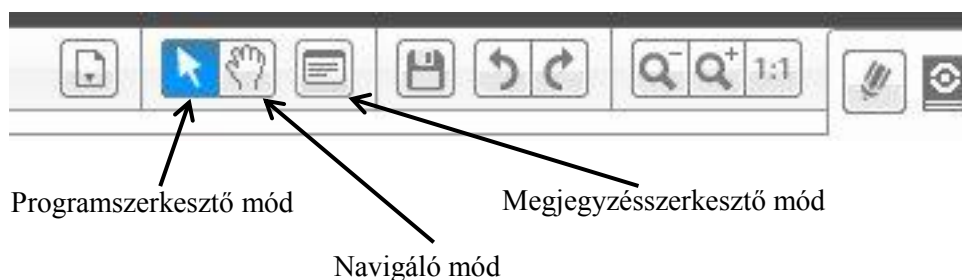 1:1
Programszerkesztő mód
Megjegyzésszerkesztő mód
Navigáló mód